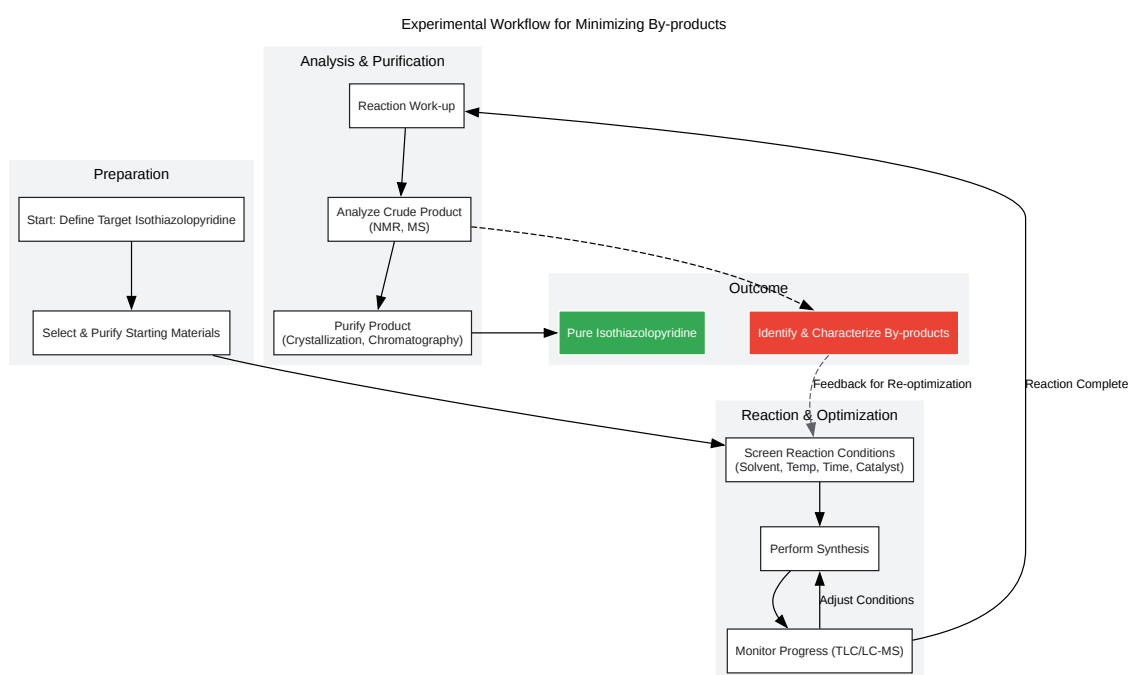 Experimental Workflow for Minimizing By-products
Analysis & Purification
Reaction Work-up
Preparation
Start: Define Target Isothiazolopyridine
Analyze Crude Product
(NMR, MS)
Outcome
Select & Purify Starting Materials
Purify Product
(Crystallization, Chromatography)
Pure Isothiazolopyridine
Identify & Characterize By-products
Feedback for Re-optimization
Reaction Complete
Reaction & Optimization
Screen Reaction Conditions
(Solvent, Temp, Time, Catalyst)
Perform Synthesis
Adjust Conditions
Monitor Progress (TLC/LC-MS)